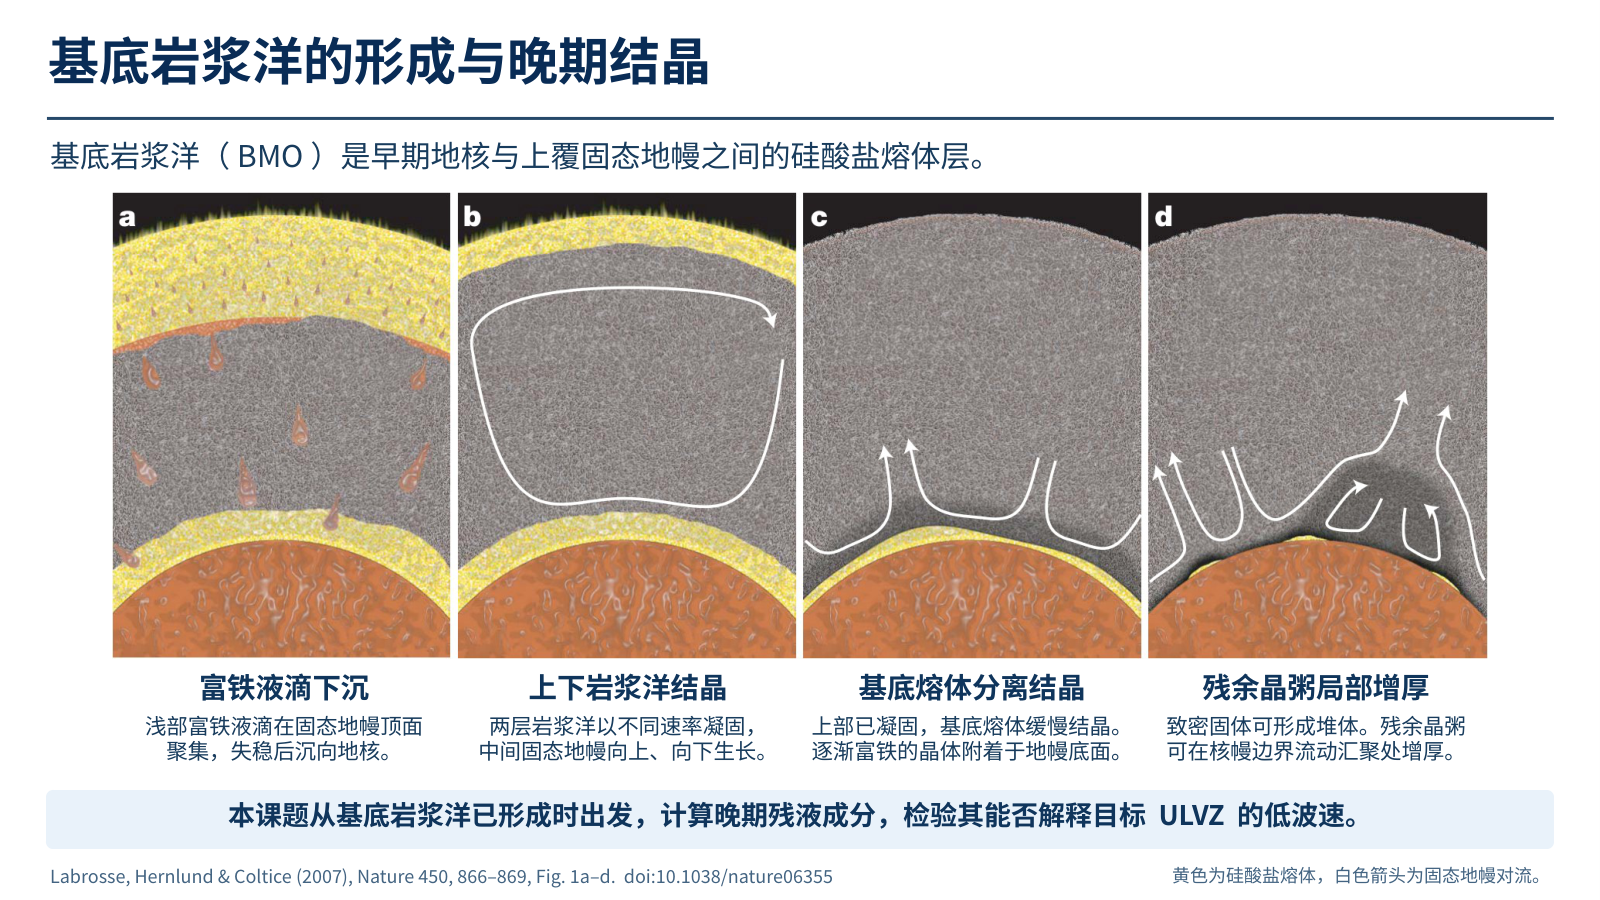 基底岩浆洋的形成与晚期结晶
基底岩浆洋（BMO）是早期地核与上覆固态地幔之间的硅酸盐熔体层。
a
b
c
d
富铁液滴下沉
浅部富铁液滴在固态地幔顶面
聚集，失稳后沉向地核。
上下岩浆洋结晶
两层岩浆洋以不同速率凝固，
中间固态地幔向上、向下生长。
基底熔体分离结晶
上部已凝固，基底熔体缓慢结晶。
逐渐富铁的晶体附着于地幔底面。
残余晶粥局部增厚
致密固体可形成堆体。残余晶粥
可在核幔边界流动汇聚处增厚。
本课题从基底岩浆洋已形成时出发，计算晚期残液成分，检验其能否解释目标 ULVZ 的低波速。
Labrosse, Hernlund & Coltice (2007), Nature 450, 866–869, Fig. 1a–d. doi:10.1038/nature06355
黄色为硅酸盐熔体，白色箭头为固态地幔对流。